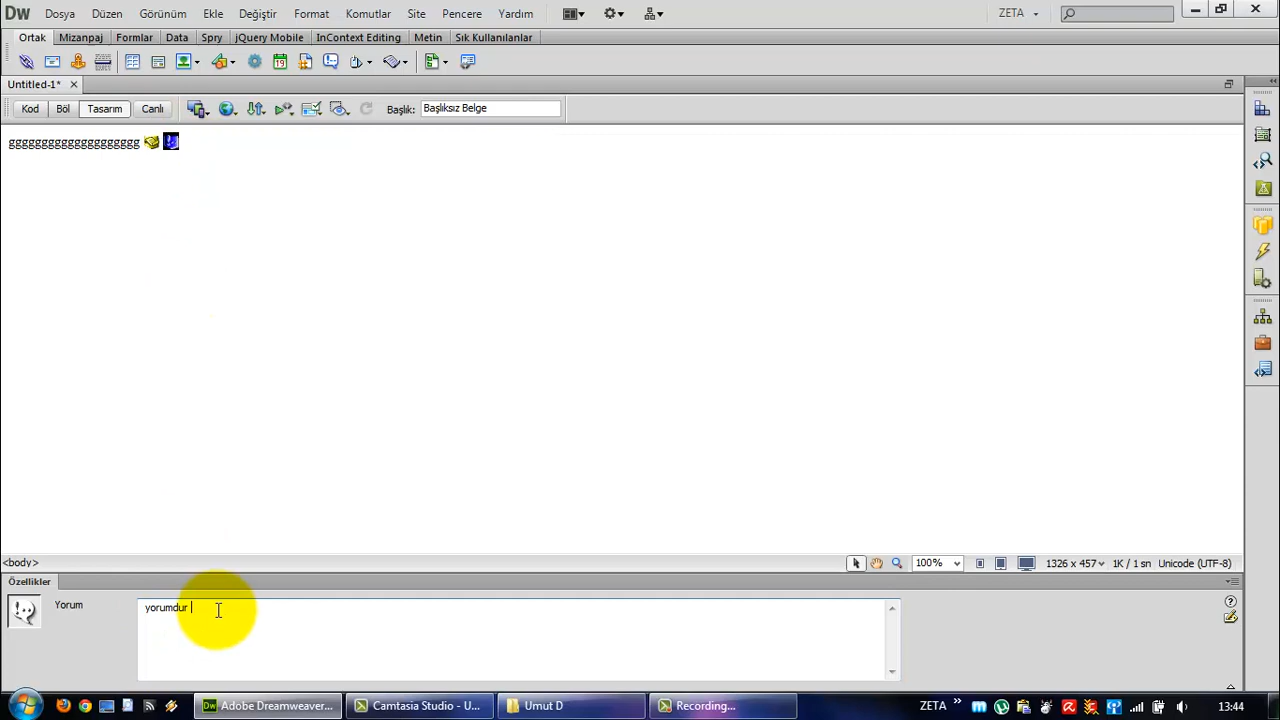 Dw Dosya Düzen Görünüm Ekle Değiştir Format Komutlar Site Pencere Yardım ZETA
Ortak Mizanpaj Formlar Data Spry jQuery Mobile InContext Editing Metin Sık Kullanılanlar
Untitled-1*
Kod Böl Tasarım Canlı Başlık: Başlıksız Belge
gggggggggggggggggggg
<body> 100% 1326 x 457 1K / 1 sn Unicode (UTF-8)
Özellikler
Yorum yorumdur
Adobe Dreamweaver... Camtasia Studio - U... Umut D Recording... ZETA 13:44